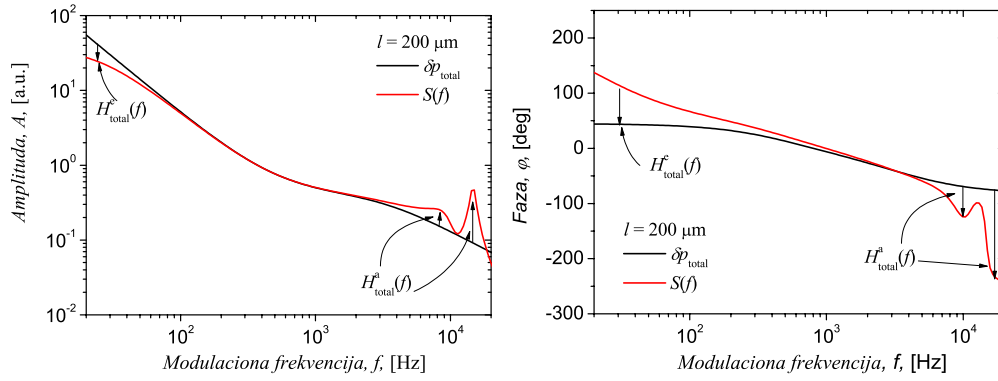 10²
10¹
10⁰
10⁻¹
10⁻²
10²
10³
10⁴
Amplituda, A, [a.u.]
Modulaciona frekvencija, f, [Hz]
l = 200 μm
δp_total
S(f)
H^e_total(f)
H^a_total(f)
200
100
0
-100
-200
-300
10²
10³
10⁴
Faza, φ, [deg]
Modulaciona frekvencija, f, [Hz]
H^e_total(f)
l = 200 μm
δp_total
S(f)
H^a_total(f)